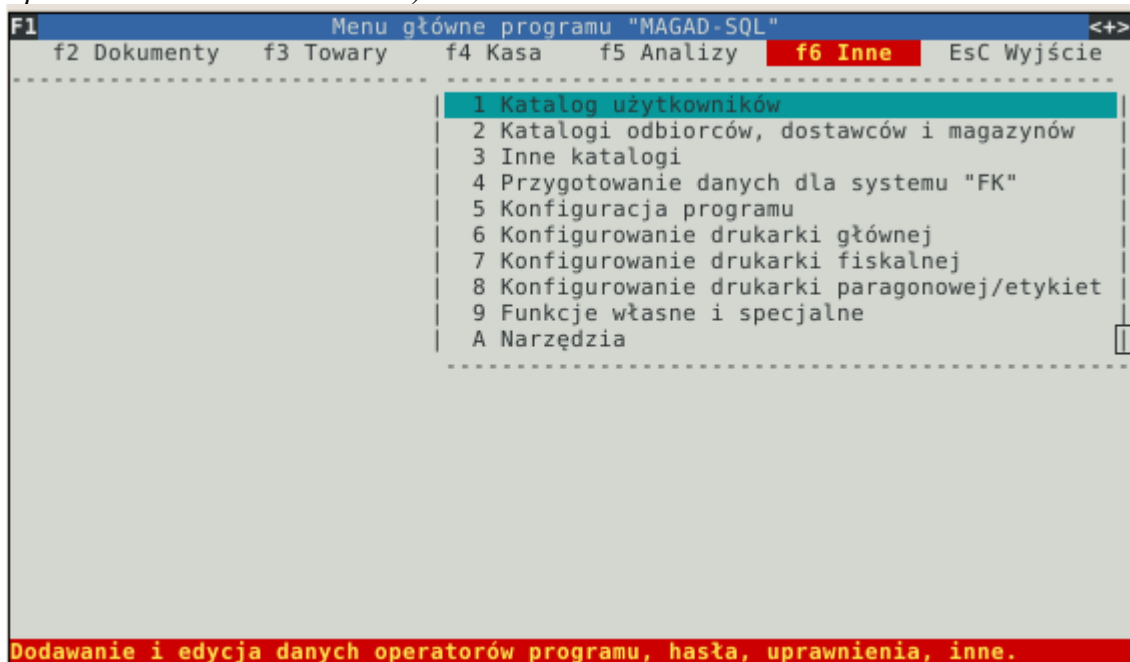 F1 Menu główne programu "MAGAD-SQL" <+>
f2 Dokumenty f3 Towary f4 Kasa f5 Analizy f6 Inne EsC Wyjście
1 Katalog użytkowników
2 Katalogi odbiorców, dostawców i magazynów
3 Inne katalogi
4 Przygotowanie danych dla systemu "FK"
5 Konfiguracja programu
6 Konfigurowanie drukarki głównej
7 Konfigurowanie drukarki fiskalnej
8 Konfigurowanie drukarki paragonowej/etykiet
9 Funkcje własne i specjalne
A Narzędzia
Dodawanie i edycja danych operatorów programu, hasła, uprawnienia, inne.